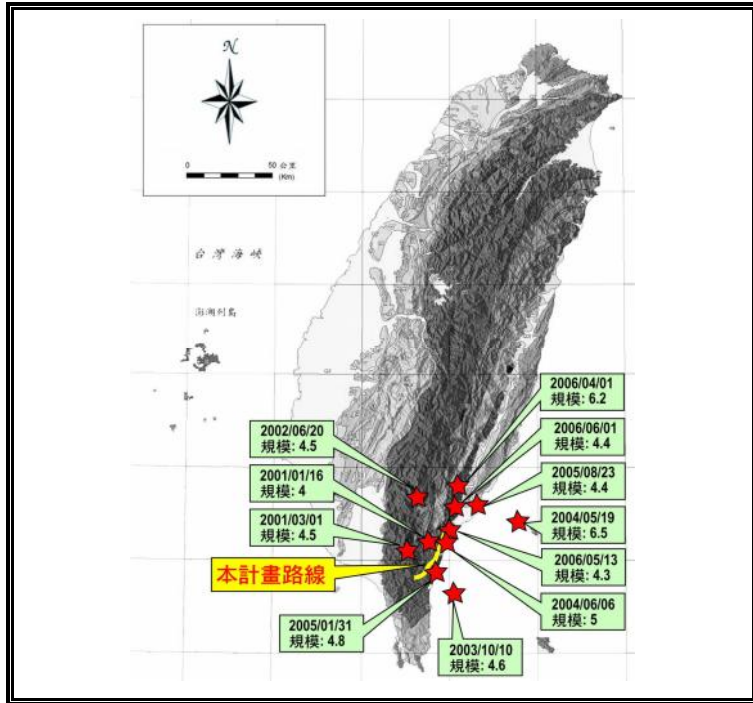 N
0 50 公里
(Km)
台灣海峽
澎湖列島
2006/04/01
規模: 6.2
2002/06/20
規模: 4.5
2006/06/01
規模: 4.4
2001/01/16
規模: 4
2005/08/23
規模: 4.4
2001/03/01
規模: 4.5
2004/05/19
規模: 6.5
本計畫路線
2006/05/13
規模: 4.3
2004/06/06
規模: 5
2005/01/31
規模: 4.8
2003/10/10
規模: 4.6